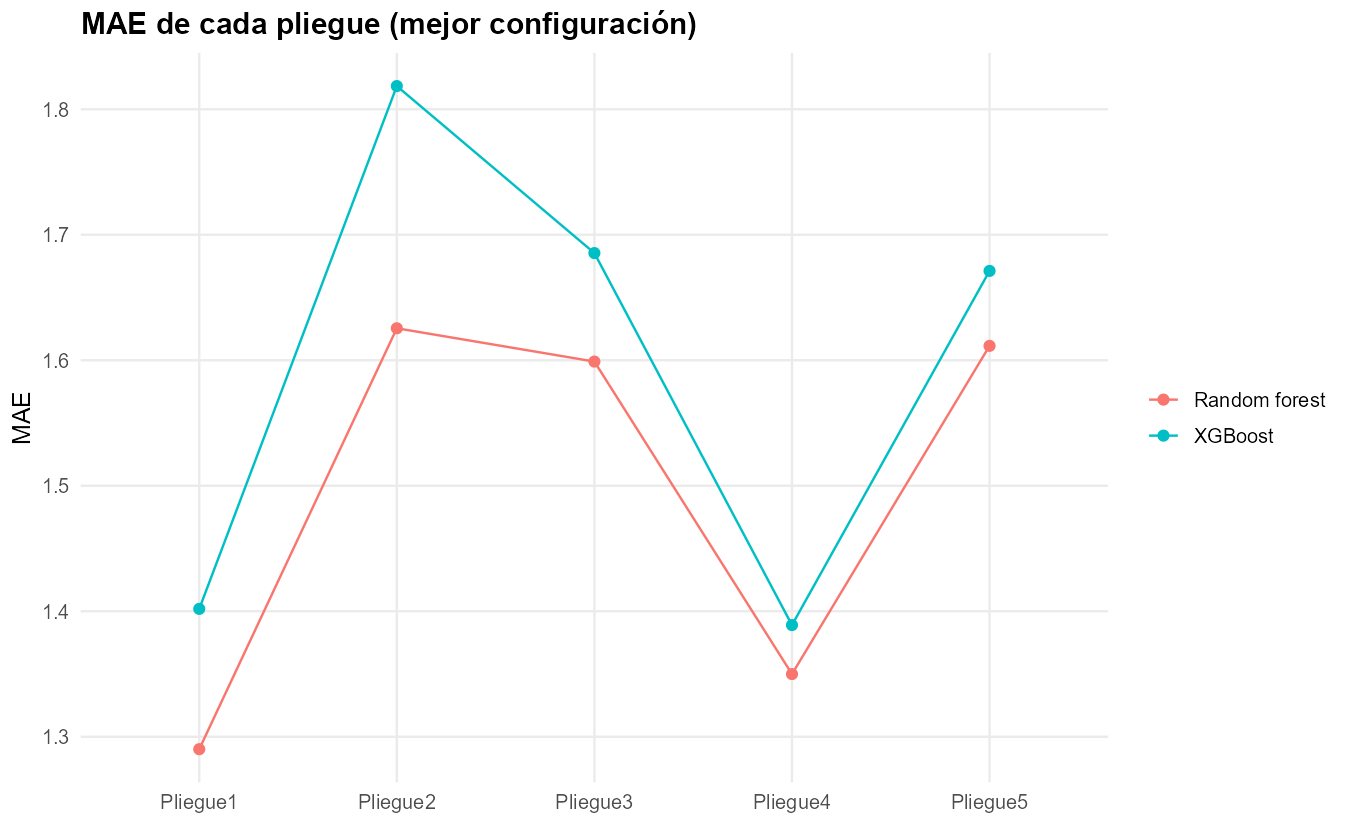 MAE de cada pliegue (mejor configuración)
MAE
1.8
1.7
1.6
1.5
1.4
1.3
Pliegue1 Pliegue2 Pliegue3 Pliegue4 Pliegue5
Random forest
XGBoost